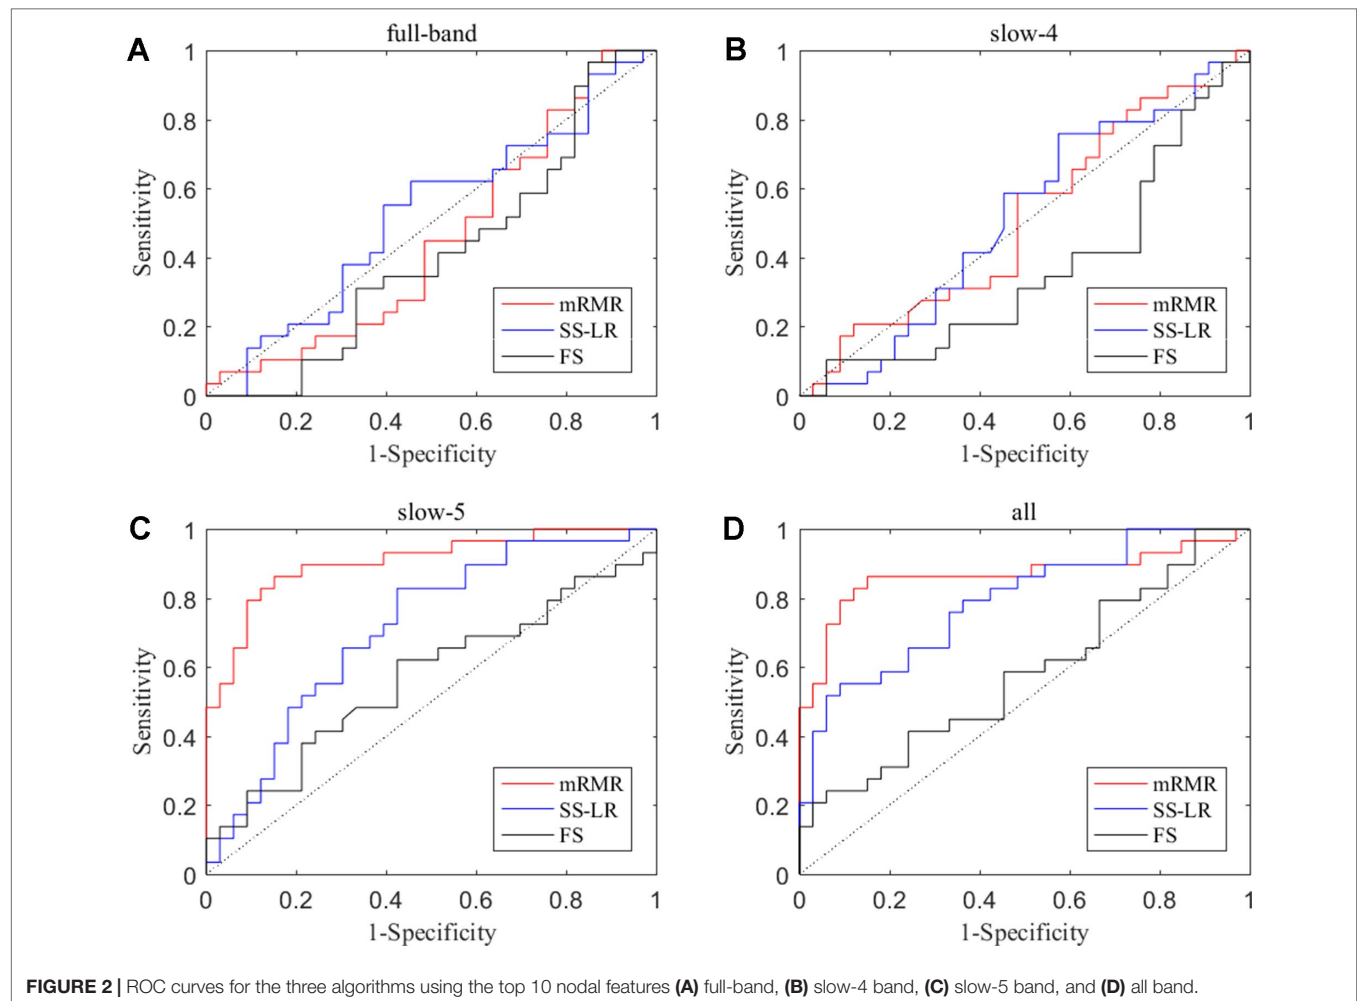 A
full-band
1
0.8
0.6
0.4
0.2
0
Sensitivity
0 0.2 0.4 0.6 0.8 1
1-Specificity
mRMR
SS-LR
FS
B
slow-4
1
0.8
0.6
0.4
0.2
0
Sensitivity
0 0.2 0.4 0.6 0.8 1
1-Specificity
mRMR
SS-LR
FS
C
slow-5
1
0.8
0.6
0.4
0.2
0
Sensitivity
0 0.2 0.4 0.6 0.8 1
1-Specificity
mRMR
SS-LR
FS
D
all
1
0.8
0.6
0.4
0.2
0
Sensitivity
0 0.2 0.4 0.6 0.8 1
1-Specificity
mRMR
SS-LR
FS
FIGURE 2 | ROC curves for the three algorithms using the top 10 nodal features (A) full-band, (B) slow-4 band, (C) slow-5 band, and (D) all band.